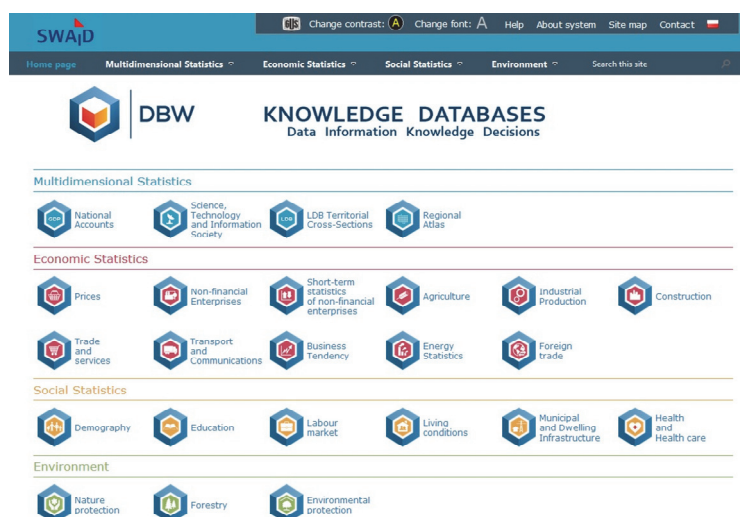 SWAiD
GUS Change contrast: A Change font: A Help About system Site map Contact
Home page Multidimensional Statistics Economic Statistics Social Statistics Environment Search this site
DBW
KNOWLEDGE DATABASES
Data Information Knowledge Decisions
Multidimensional Statistics
National
Accounts
Science,
Technology
and Information
Society
LDB
LDB Territorial
Cross-Sections
Regional
Atlas
Economic Statistics
Prices
Non-financial
Enterprises
Short-term
statistics
of non-financial
enterprises
Agriculture
Industrial
Production
Construction
Trade
and
services
Transport
and
Communications
Business
Tendency
Energy
Statistics
Foreign
trade
Social Statistics
Demography
Education
Labour
market
Living
conditions
Municipal
and Dwelling
Infrastructure
Health
and
Health care
Environment
Nature
protection
Forestry
Environmental
protection